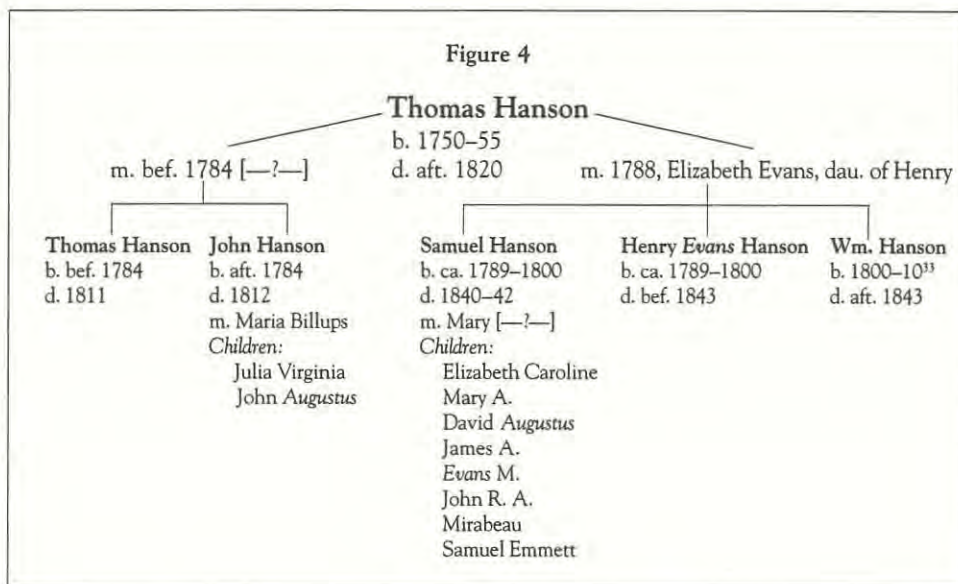 Figure 4
Thomas Hanson
b. 1750–55
d. aft. 1820
m. bef. 1784 [—?—]
Thomas Hanson
b. bef. 1784
d. 1811
John Hanson
b. aft. 1784
d. 1812
m. Maria Billups
Children:
Julia Virginia
John Augustus
m. 1788, Elizabeth Evans, dau. of Henry
Samuel Hanson
b. ca. 1789–1800
d. 1840–42
m. Mary [—?—]
Children:
Elizabeth Caroline
Mary A.
David Augustus
James A.
Evans M.
John R. A.
Mirabeau
Samuel Emmett
Henry Evans Hanson
b. ca. 1789–1800
d. bef. 1843
Wm. Hanson
b. 1800–10³³
d. aft. 1843